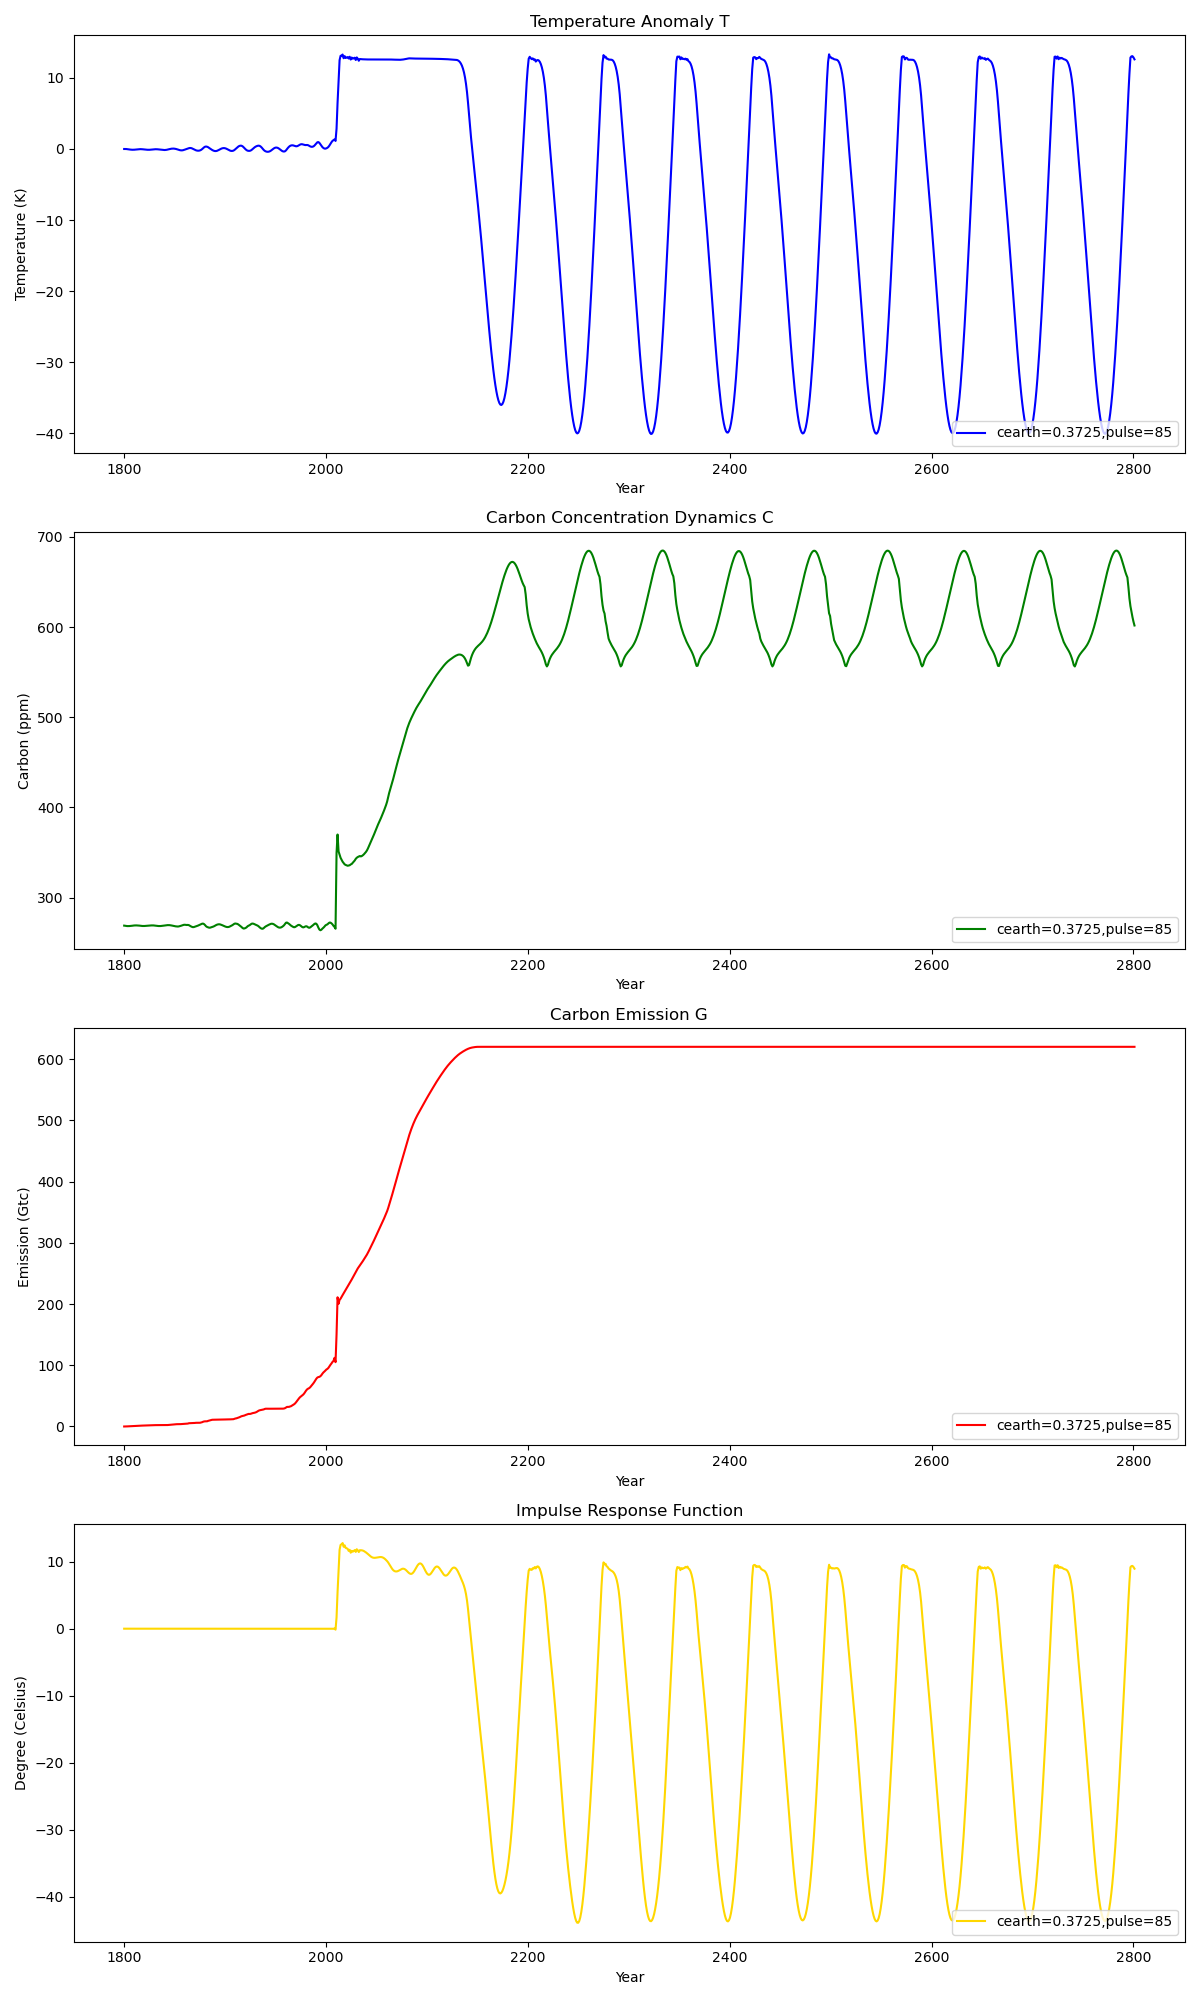 Temperature Anomaly T
10
0
−10
−20
−30
−40
Temperature (K)
cearth=0.3725,pulse=85
1800 2000 2200 2400 2600 2800
Year
Carbon Concentration Dynamics C
700
600
500
400
300
Carbon (ppm)
cearth=0.3725,pulse=85
1800 2000 2200 2400 2600 2800
Year
Carbon Emission G
600
500
400
300
200
100
0
Emission (Gtc)
cearth=0.3725,pulse=85
1800 2000 2200 2400 2600 2800
Year
Impulse Response Function
10
0
−10
−20
−30
−40
Degree (Celsius)
cearth=0.3725,pulse=85
1800 2000 2200 2400 2600 2800
Year